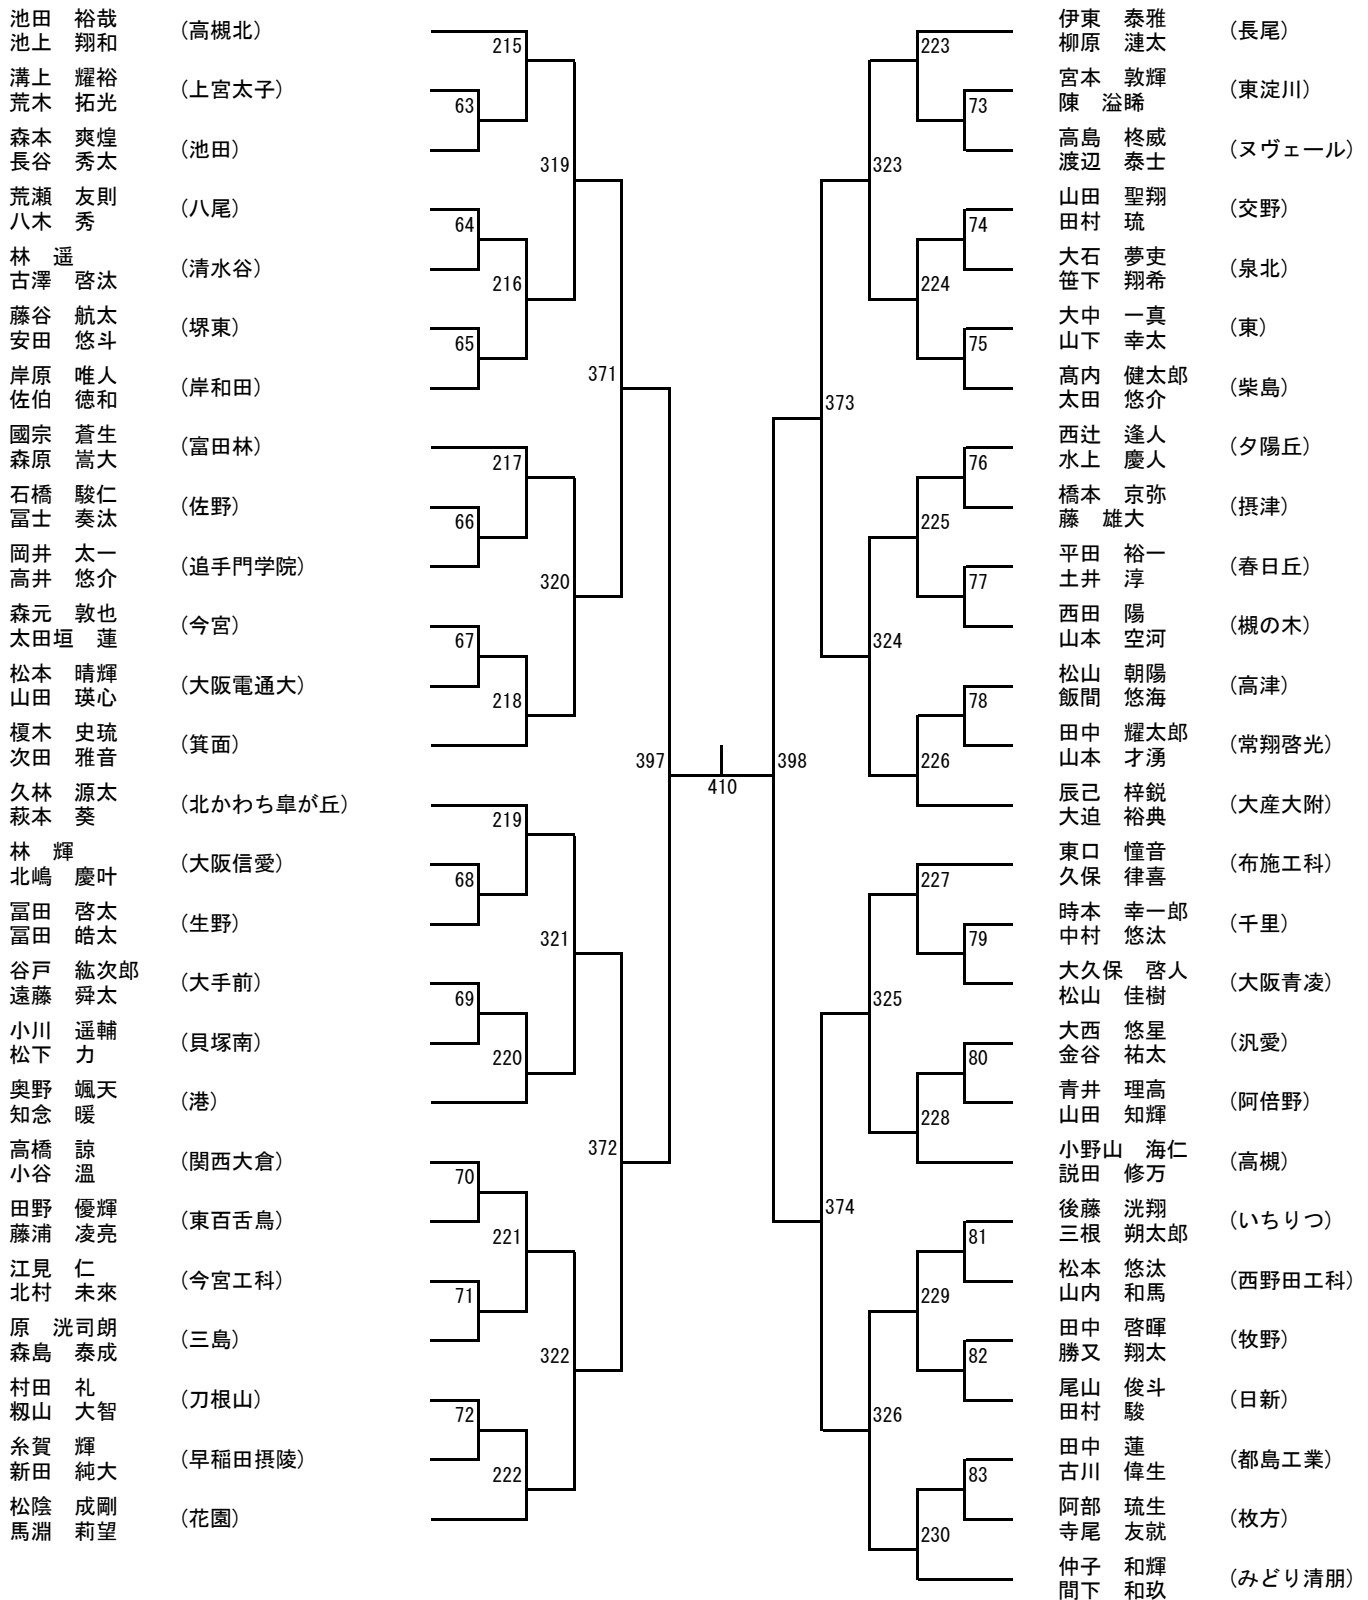 池田　裕哉
池上　翔和
(高槻北)
溝上　耀裕
荒木　拓光
(上宮太子)
森本　爽煌
長谷　秀太
(池田)
荒瀬　友則
八木　秀
(八尾)
林　遥
古澤　啓汰
(清水谷)
藤谷　航太
安田　悠斗
(堺東)
岸原　唯人
佐伯　徳和
(岸和田)
國宗　蒼生
森原　嵩大
(富田林)
石橋　駿仁
冨士　奏汰
(佐野)
岡井　太一
高井　悠介
(追手門学院)
森元　敦也
太田垣　蓮
(今宮)
松本　晴輝
山田　瑛心
(大阪電通大)
榎木　史琉
次田　雅音
(箕面)
久林　源太
萩本　葵
(北かわち皐が丘)
林　輝
北嶋　慶叶
(大阪信愛)
冨田　啓太
冨田　皓太
(生野)
谷戸　紘次郎
遠藤　舜太
(大手前)
小川　遥輔
松下　力
(貝塚南)
奥野　颯天
知念　暖
(港)
高橋　諒
小谷　溫
(関西大倉)
田野　優輝
藤浦　凌亮
(東百舌鳥)
江見　仁
北村　未來
(今宮工科)
原　洸司朗
森島　泰成
(三島)
村田　礼
籾山　大智
(刀根山)
糸賀　輝
新田　純大
(早稲田摂陵)
松陰　成剛
馬淵　莉望
(花園)
215
63
319
64
216
65
371
217
66
320
67
218
397
219
68
321
69
220
372
70
221
71
322
72
222
410
398
223
73
323
74
224
75
373
76
225
77
324
78
226
227
79
325
80
228
374
81
229
82
326
83
230
伊東　泰雅
柳原　漣太
(長尾)
宮本　敦輝
陳　溢晞
(東淀川)
高島　柊威
渡辺　泰士
(ヌヴェール)
山田　聖翔
田村　琉
(交野)
大石　夢吏
笹下　翔希
(泉北)
大中　一真
山下　幸太
(東)
髙内　健太郎
太田　悠介
(柴島)
西辻　逢人
水上　慶人
(夕陽丘)
橋本　京弥
藤　雄大
(摂津)
平田　裕一
土井　淳
(春日丘)
西田　陽
山本　空河
(槻の木)
松山　朝陽
飯間　悠海
(高津)
田中　耀太郎
山本　才湧
(常翔啓光)
辰己　梓鋭
大迫　裕典
(大産大附)
東口　憧音
久保　律喜
(布施工科)
時本　幸一郎
中村　悠汰
(千里)
大久保　啓人
松山　佳樹
(大阪青凌)
大西　悠星
金谷　祐太
(汎愛)
青井　理高
山田　知輝
(阿倍野)
小野山　海仁
説田　修万
(高槻)
後藤　洸翔
三根　朔太郎
(いちりつ)
松本　悠汰
山内　和馬
(西野田工科)
田中　啓暉
勝又　翔太
(牧野)
尾山　俊斗
田村　駿
(日新)
田中　蓮
古川　偉生
(都島工業)
阿部　琉生
寺尾　友就
(枚方)
仲子　和輝
間下　和玖
(みどり清朋)